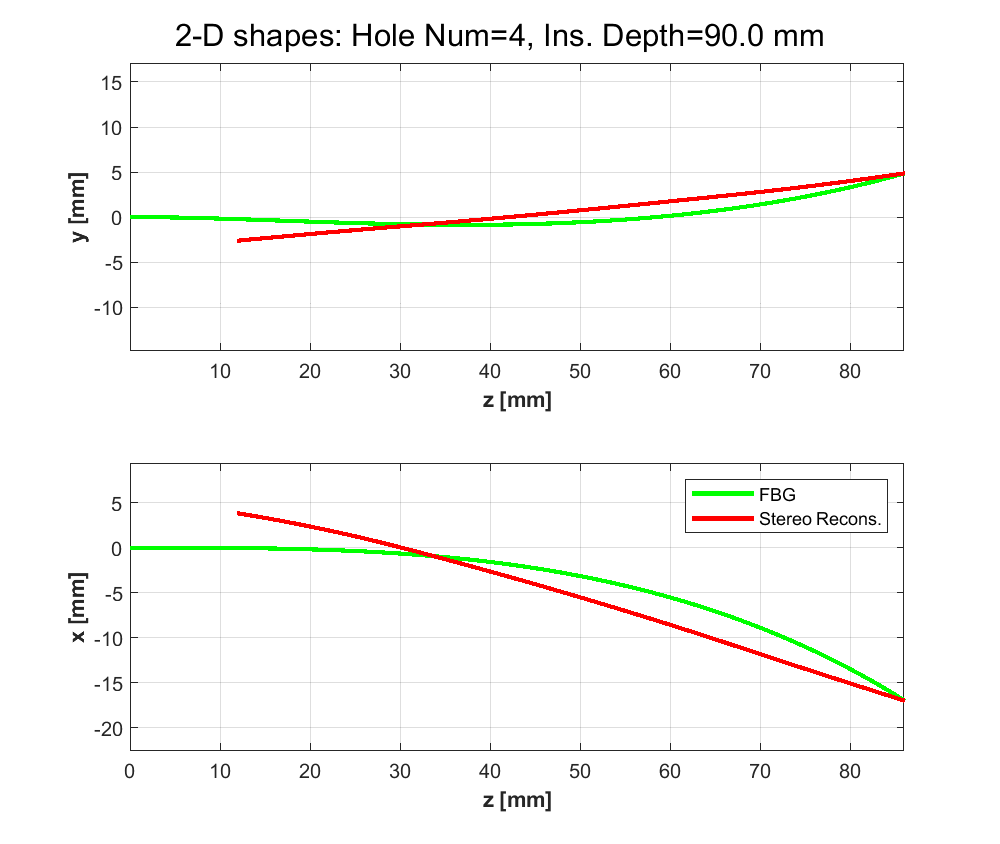 2-D shapes: Hole Num=4, Ins. Depth=90.0 mm
15
10
5
0
-5
-10
y [mm]
10 20 30 40 50 60 70 80
z [mm]
5
0
-5
-10
-15
-20
x [mm]
FBG
Stereo Recons.
0 10 20 30 40 50 60 70 80
z [mm]